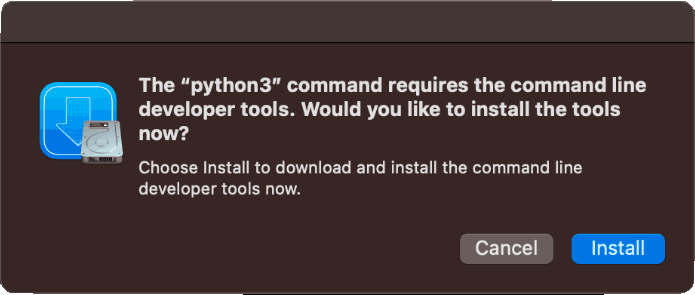 The “python3” command requires the command line
developer tools. Would you like to install the tools
now?
Choose Install to download and install the command line
developer tools now.
Cancel
Install